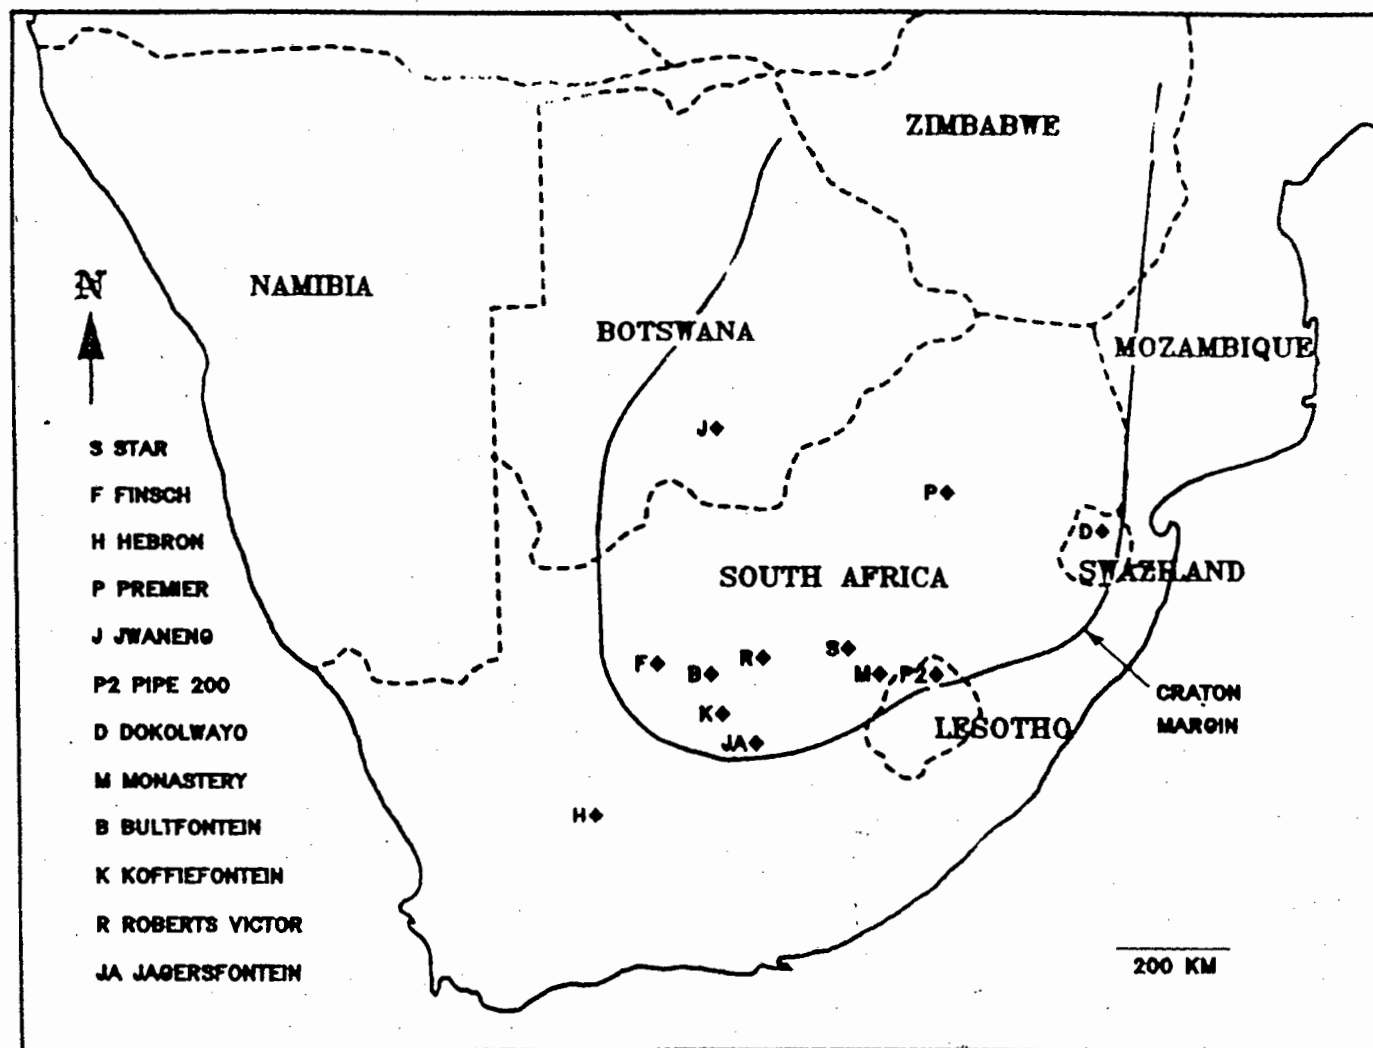 ZIMBABWE
N
NAMIBIA
BOTSWANA
MOZAMBIQUE
J
S STAR
F FINSCH
P
D
H HEBRON
SOUTH AFRICA
SWAZILAND
P PREMIER
J JWANENG
F
B
R
S
M
P2
P2 PIPE 200
CRATON
MARGIN
K
LESOTHO
D DOKOLWAYO
JA
M MONASTERY
H
B BULTFONTEIN
K KOFFIEFONTEIN
R ROBERTS VICTOR
JA JAGERSFONTEIN
200 KM